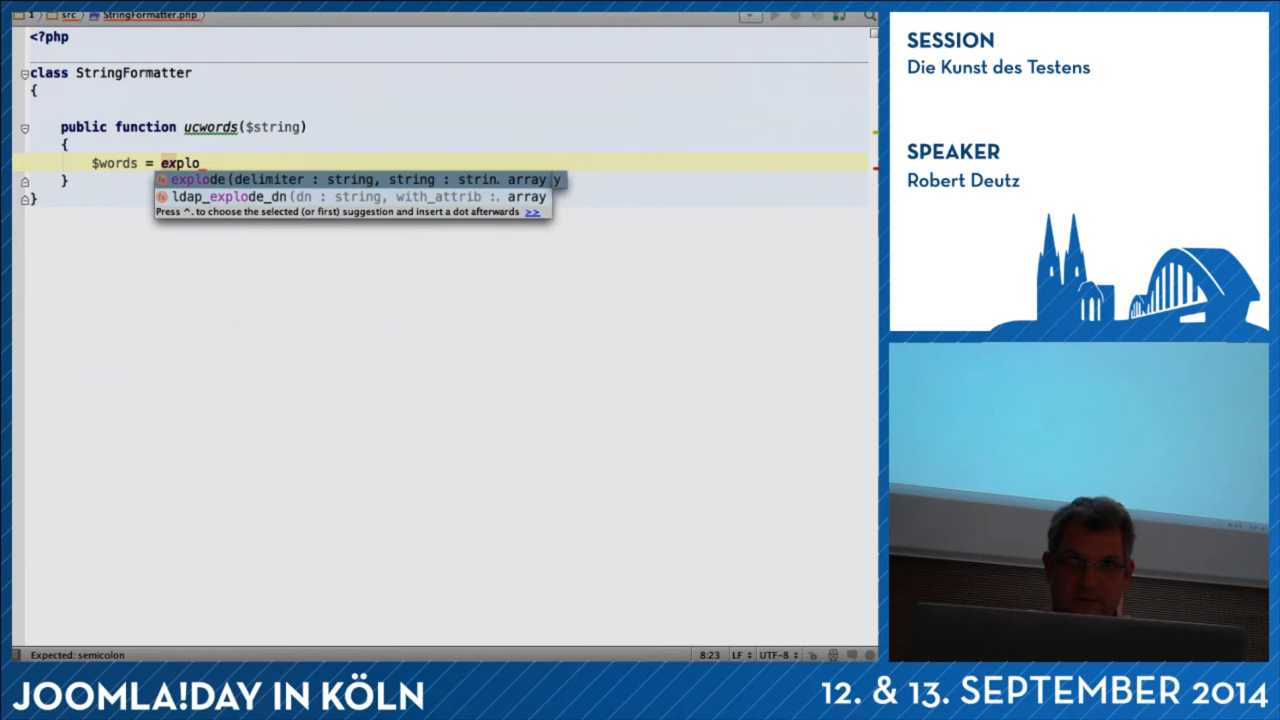 1 src StringFormatter.php
<?php
class StringFormatter
{
public function ucwords($string)
{
$words = explo
explode(delimiter : string, string : strin. array y
ldap_explode_dn(dn : string, with_attrib :. array
Press ^. to choose the selected (or first) suggestion and insert a dot afterwards >>
}
}
Expected: semicolon
8:23 LF UTF-8
SESSION
Die Kunst des Testens
SPEAKER
Robert Deutz
JOOMLA!DAY IN KÖLN
12. & 13. SEPTEMBER 2014